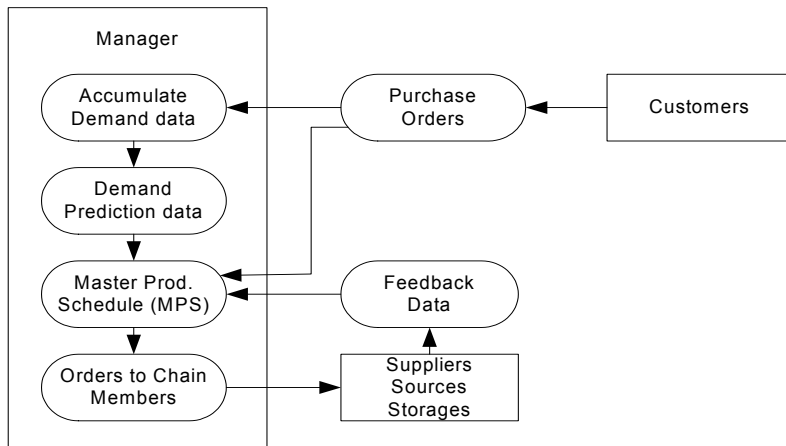 Manager
Accumulate
Demand data
Purchase
Orders
Customers
Demand
Prediction data
Master Prod.
Schedule (MPS)
Feedback
Data
Orders to Chain
Members
Suppliers
Sources
Storages